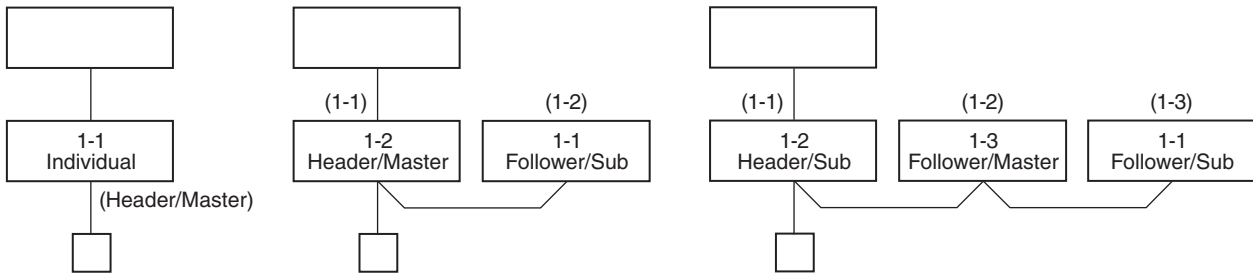 1-1
Individual
(Header/Master)
(1-1)
(1-2)
1-2
Header/Master
1-1
Follower/Sub
(1-1)
(1-2)
(1-3)
1-2
Header/Sub
1-3
Follower/Master
1-1
Follower/Sub